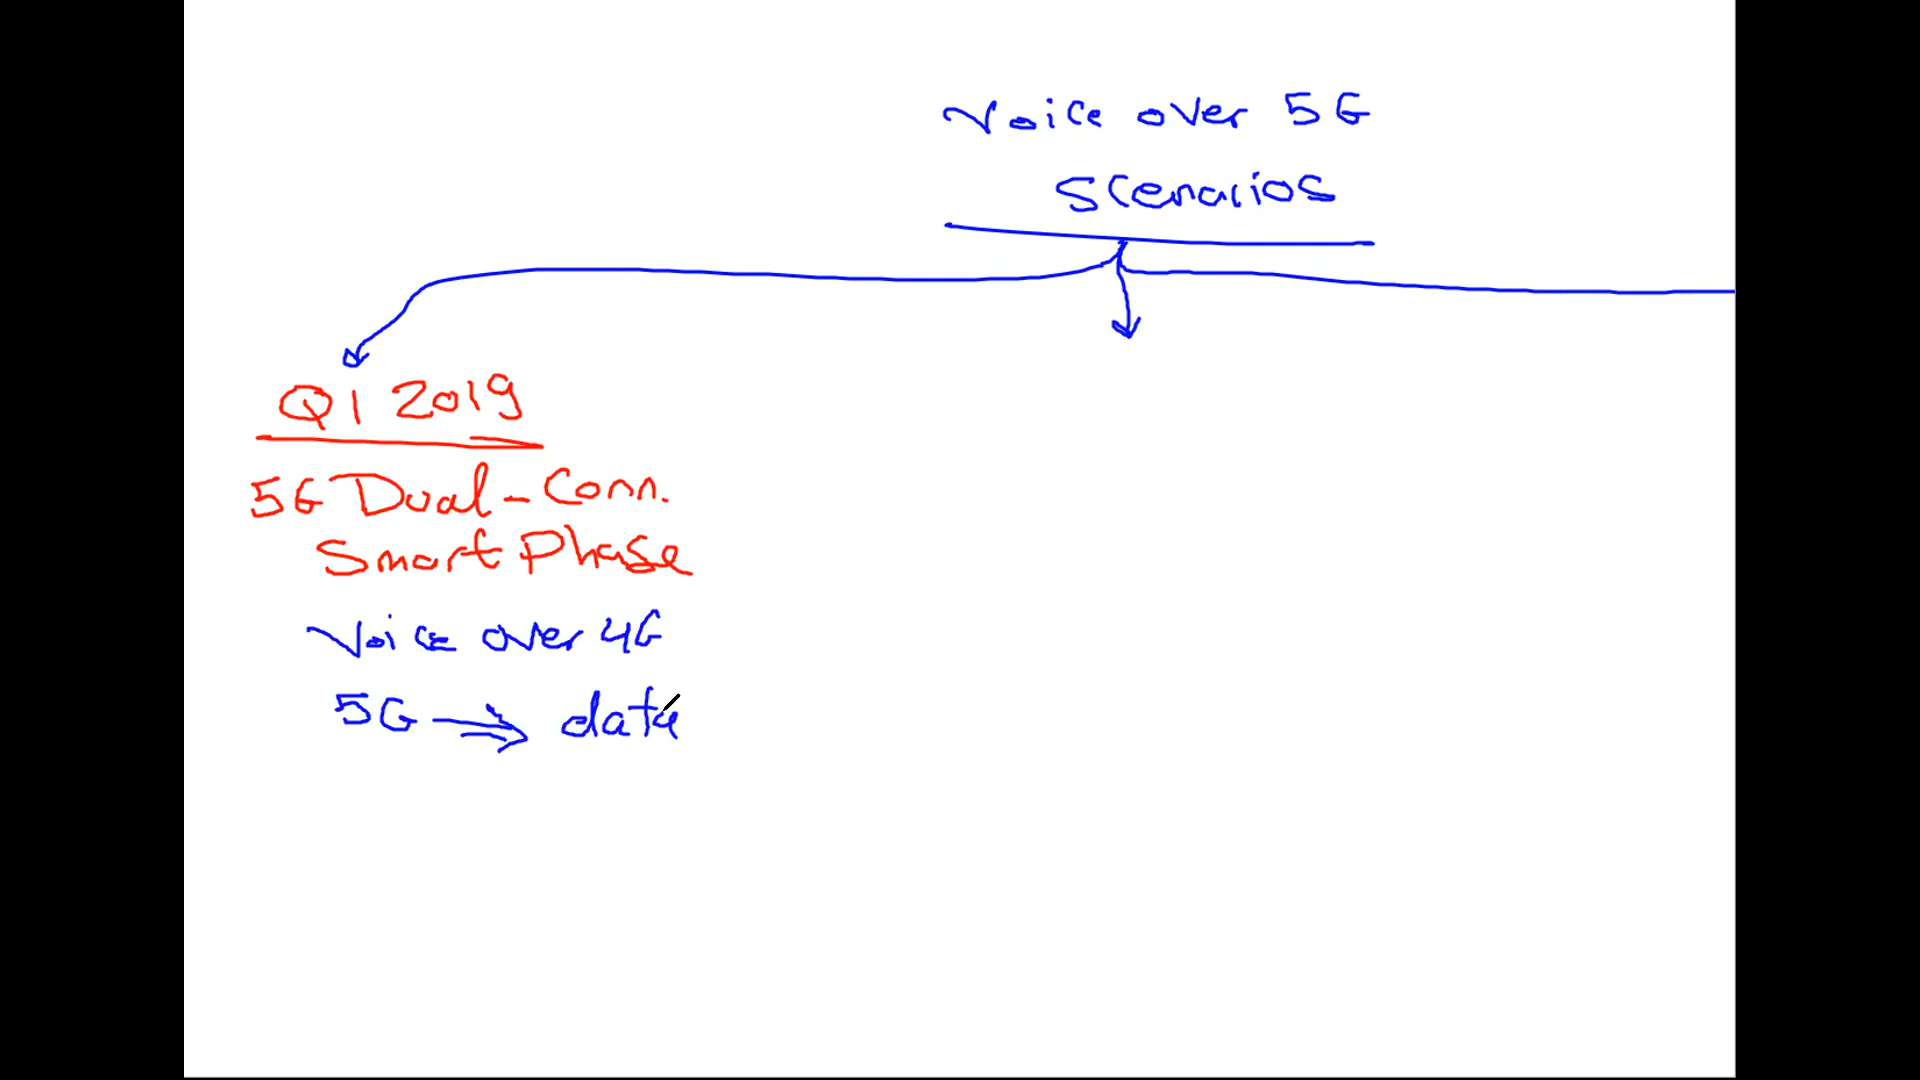 Voice over 5G
Scenarios
Q1 2019
5G Dual-Conn.
Smart Phase
Voice over 4G
5G → data